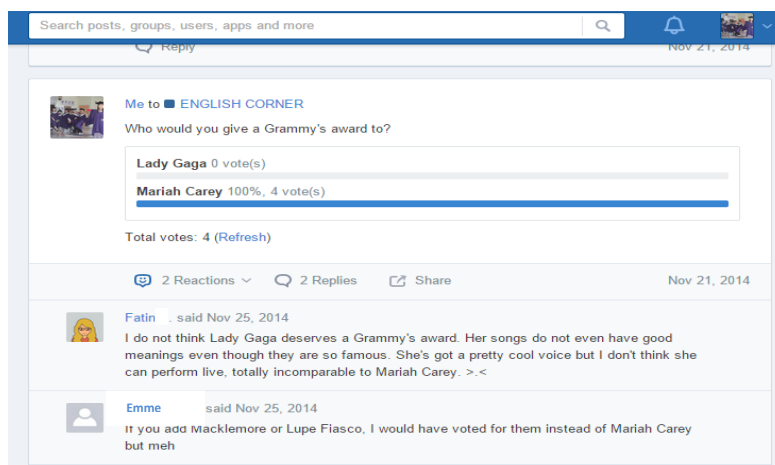 Search posts, groups, users, apps and more
Reply
Nov 21, 2014
Me to ENGLISH CORNER
Who would you give a Grammy's award to?
Lady Gaga 0 vote(s)
Mariah Carey 100%, 4 vote(s)
Total votes: 4 (Refresh)
2 Reactions 2 Replies Share Nov 21, 2014
Fatin . said Nov 25, 2014
I do not think Lady Gaga deserves a Grammy's award. Her songs do not even have good
meanings even though they are so famous. She's got a pretty cool voice but I don't think she
can perform live, totally incomparable to Mariah Carey. >.<
Emme said Nov 25, 2014
If you add Macklemore or Lupe Fiasco, I would have voted for them instead of Mariah Carey
but meh